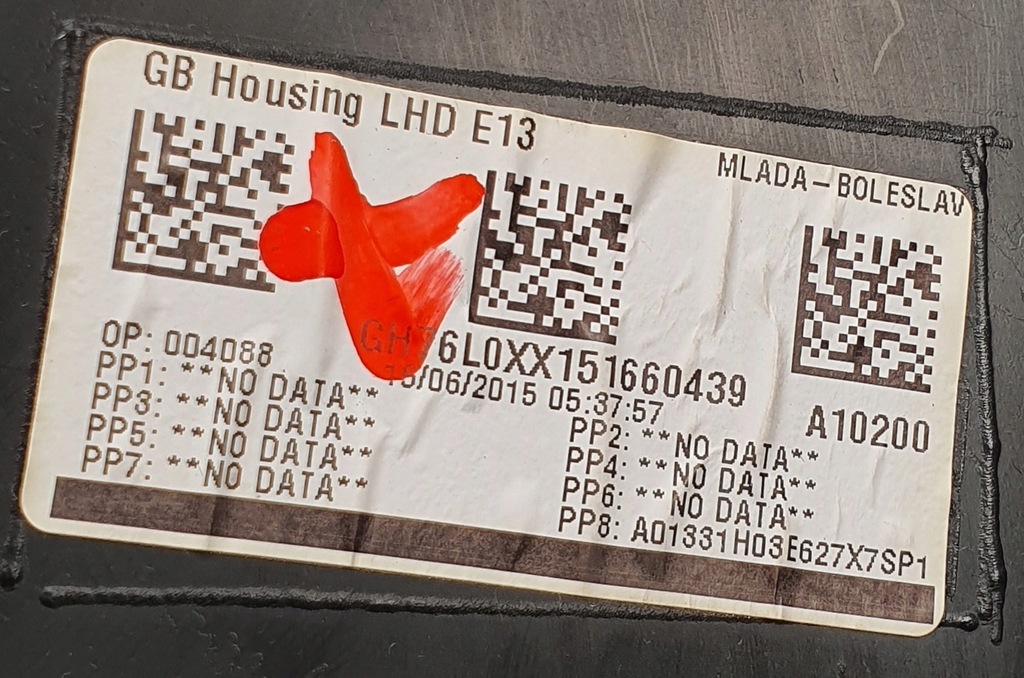 GB Housing LHD E13
MLADA-BOLESLAV
6L0XX151660439
/06/2015 05:37:57
A10200
OP: 004088
PP1: **NO DATA**
PP2: **NO DATA**
PP3: **NO DATA**
PP4: **NO DATA**
PP5: **NO DATA**
PP6: **NO DATA**
PP7: **NO DATA**
PP8: A01331H03E627X7SP1